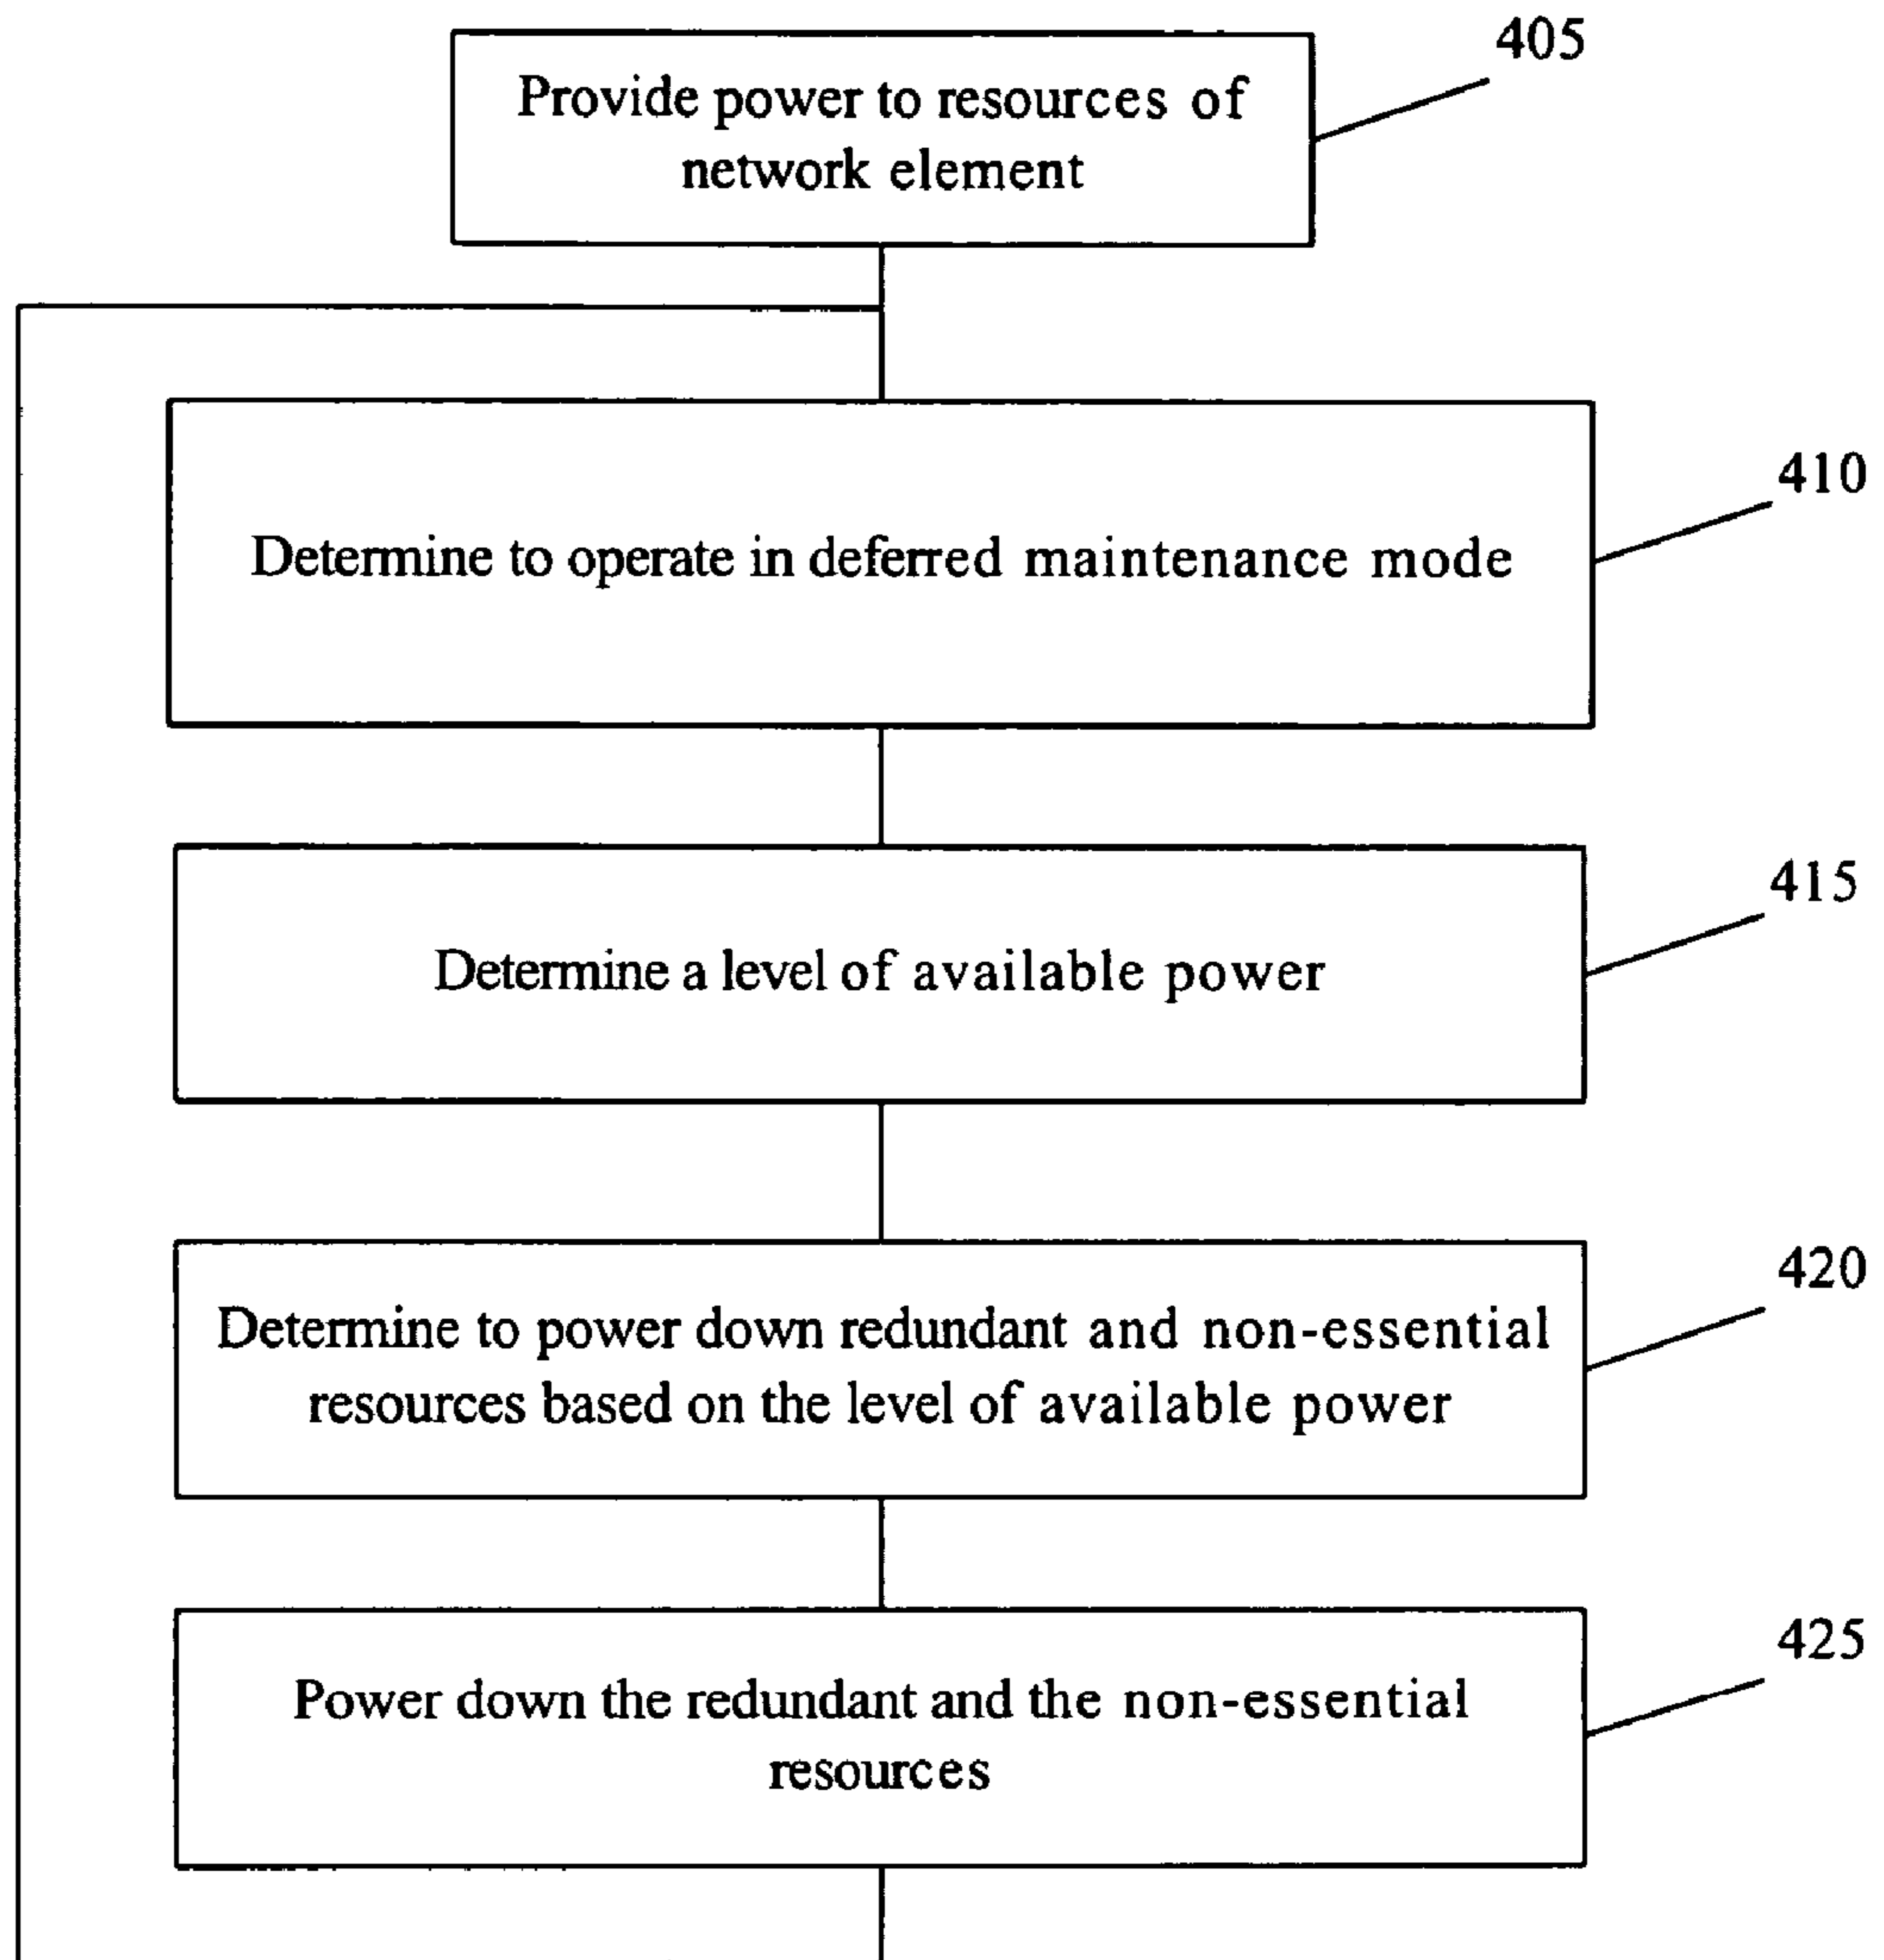 405
Provide power to resources of
network element
410
Determine to operate in deferred maintenance mode
415
Determine a level of available power
420
Determine to power down redundant and non-essential
resources based on the level of available power
425
Power down the redundant and the non-essential
resources